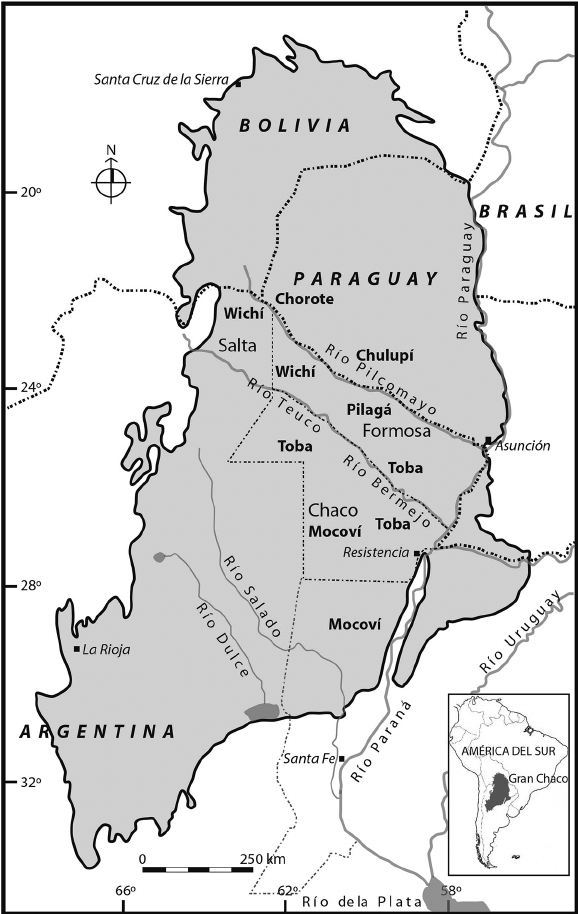 Santa Cruz de la Sierra
BOLIVIA
N
20º
BRASIL
Río Paraguay
PARAGUAY
Chorote
Wichí
Salta
Chulupí
Wichí
Río Pilcomayo
24º
Río Teuco
Pilagá
Formosa
Asunción
Toba
Toba
Río Bermejo
Chaco
Mocoví
Toba
Resistencia
28º
Río Salado
Río Dulce
Mocoví
Río Uruguay
La Rioja
ARGENTINA
Santa Fe
Río Paraná
AMÉRICA DEL SUR
Gran Chaco
32º
0
250 km
66º
62º
58º
Río dela Plata